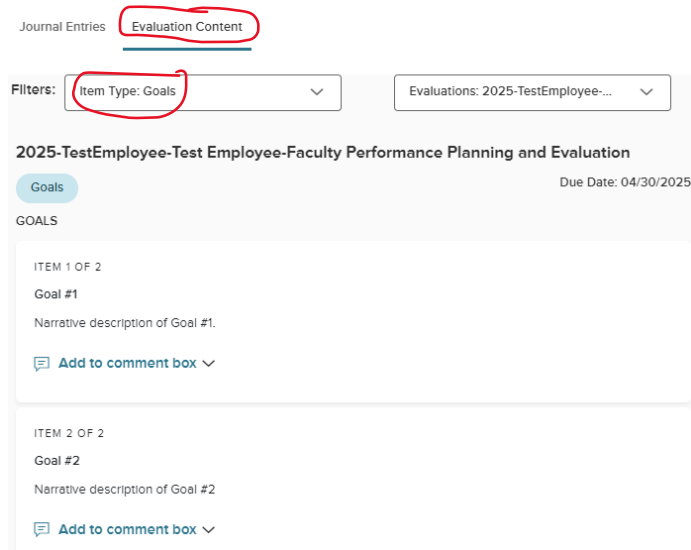 Journal Entries Evaluation Content
Filters: Item Type: Goals Evaluations: 2025-TestEmployee-...
2025-TestEmployee-Test Employee-Faculty Performance Planning and Evaluation
Goals Due Date: 04/30/2025
GOALS
ITEM 1 OF 2
Goal #1
Narrative description of Goal #1.
Add to comment box
ITEM 2 OF 2
Goal #2
Narrative description of Goal #2
Add to comment box